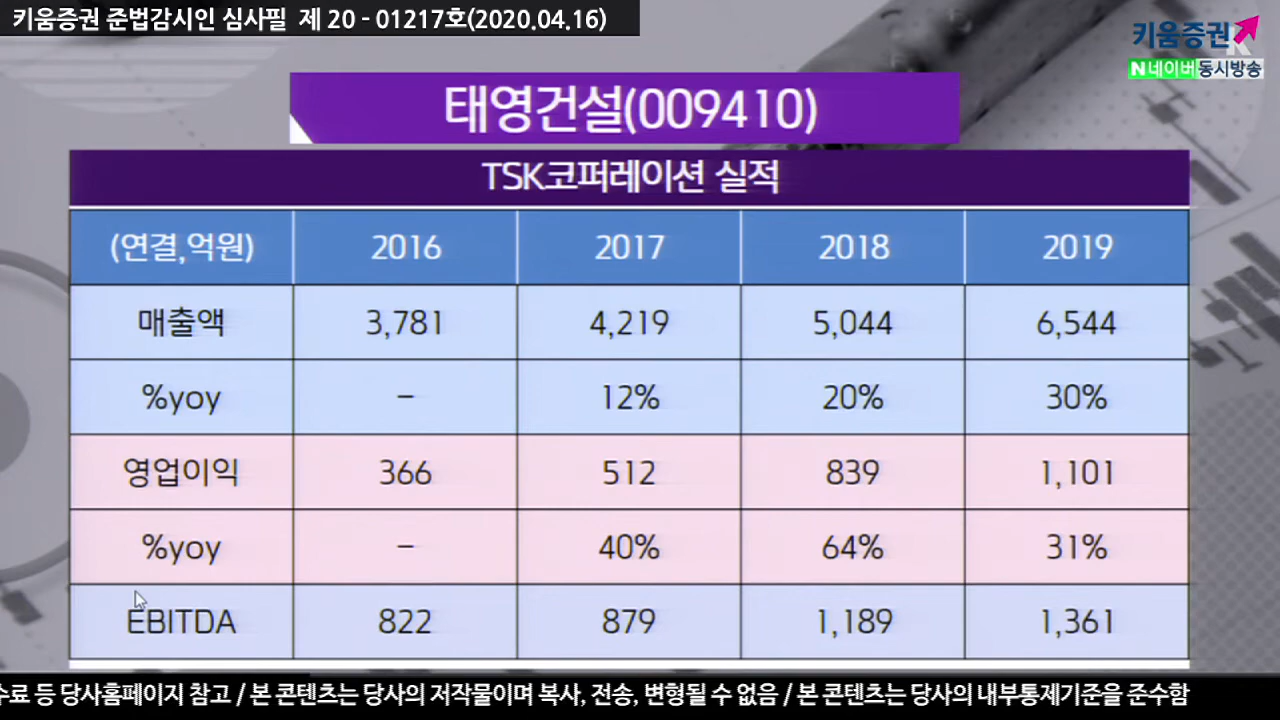 키움증권 준법감시인 심사필 제 20 - 01217호(2020.04.16)
키움증권
N 네이버 동시방송
태영건설(009410)
TSK코퍼레이션 실적
(연결,억원) 2016 2017 2018 2019
매출액 3,781 4,219 5,044 6,544
%yoy – 12% 20% 30%
영업이익 366 512 839 1,101
%yoy – 40% 64% 31%
EBITDA 822 879 1,189 1,361
수료 등 당사홈페이지 참고 / 본 콘텐츠는 당사의 저작물이며 복사, 전송, 변형될 수 없음 / 본 콘텐츠는 당사의 내부통제기준을 준수함